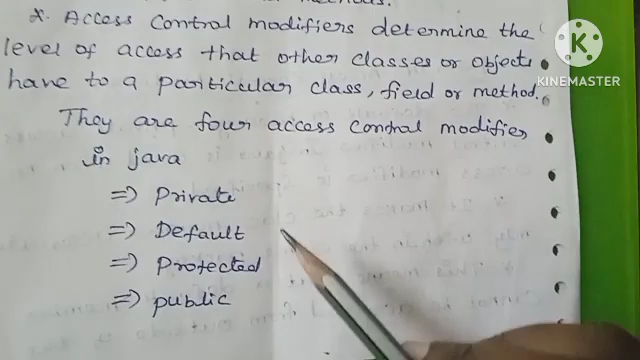 * Access control modifiers determine the
level of access that other classes or objects
have to a particular class, field or method.
They are four access control modifier
in java
=> Private
=> Default
=> Protected
=> public
K
KINEMASTER